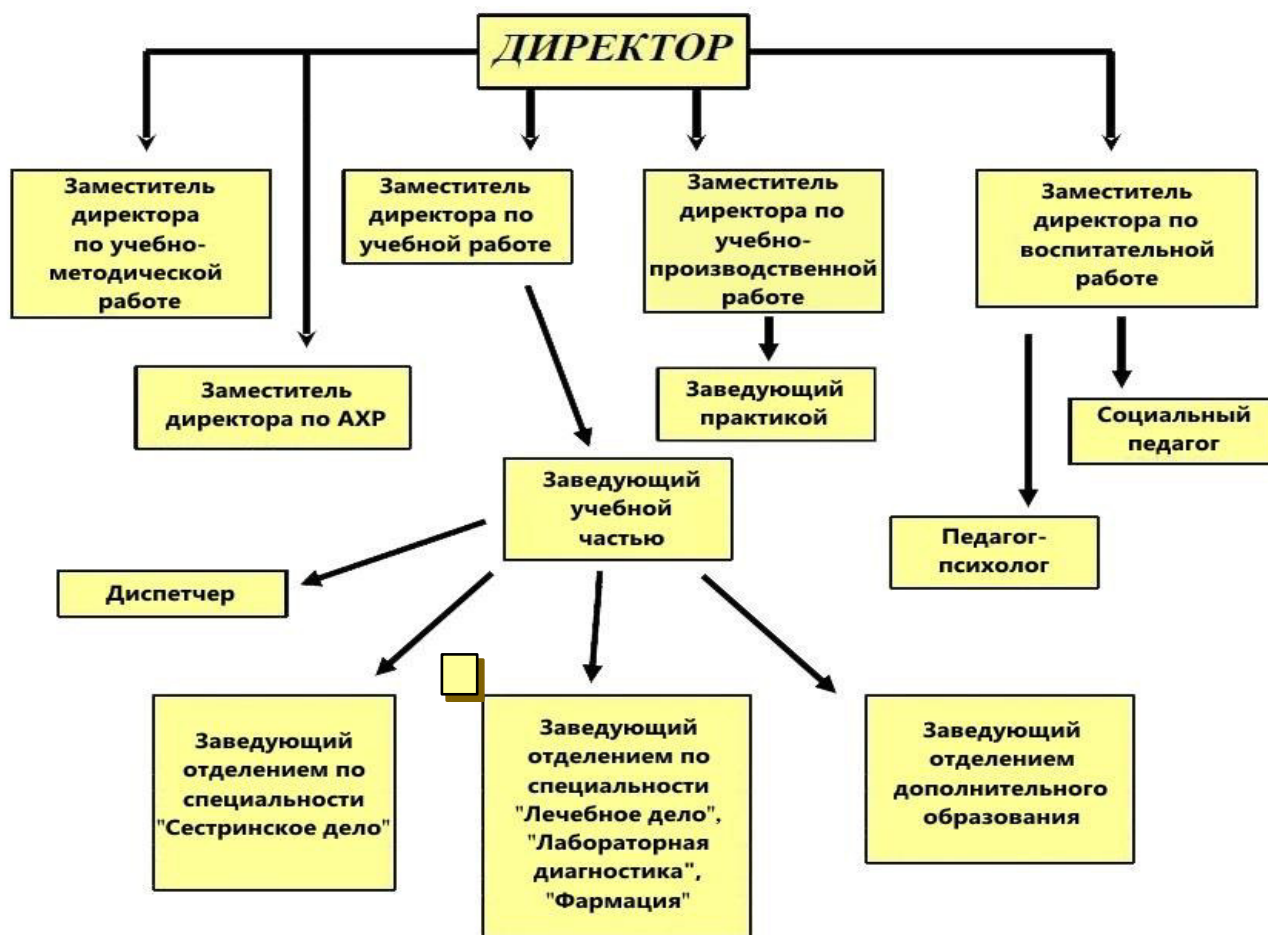 ДИРЕКТОР
Заместитель
директора
по учебно-
методической
работе
Заместитель
директора по
учебной работе
Заместитель
директора по
учебно-
производственной
работе
Заместитель
директора по
воспитательной
работе
Заместитель
директора по АХР
Заведующий
практикой
Социальный
педагог
Заведующий
учебной
частью
Педагог-
психолог
Диспетчер
Заведующий
отделением по
специальности
"Сестринское дело"
Заведующий
отделением по
специальности
"Лечебное дело",
"Лабораторная
диагностика",
"Фармация"
Заведующий
отделением
дополнительного
образования